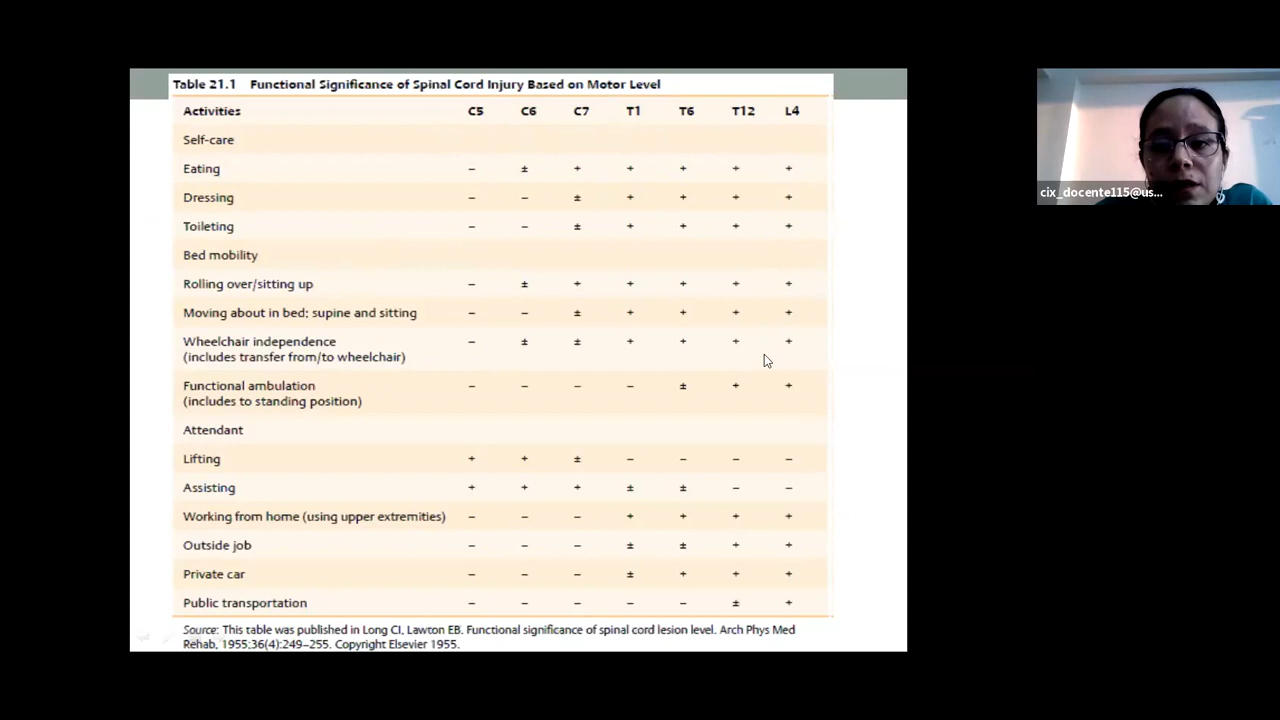 Table 21.1 Functional Significance of Spinal Cord Injury Based on Motor Level
Activities C5 C6 C7 T1 T6 T12 L4
Self-care
Eating – ± + + + + +
Dressing – – ± + + + +
Toileting – – ± + + + +
Bed mobility
Rolling over/sitting up – ± + + + + +
Moving about in bed: supine and sitting – – ± + + + +
Wheelchair independence – ± ± + + + +
(includes transfer from/to wheelchair)
Functional ambulation – – – – ± + +
(includes to standing position)
Attendant
Lifting + + ± – – – –
Assisting + + + ± ± – –
Working from home (using upper extremities) – – – + + + +
Outside job – – – ± ± + +
Private car – – – ± + + +
Public transportation – – – – – ± +
Source: This table was published in Long CI, Lawton EB. Functional significance of spinal cord lesion level. Arch Phys Med
Rehab, 1955;36(4):249–255. Copyright Elsevier 1955.
cix_docente115@us...